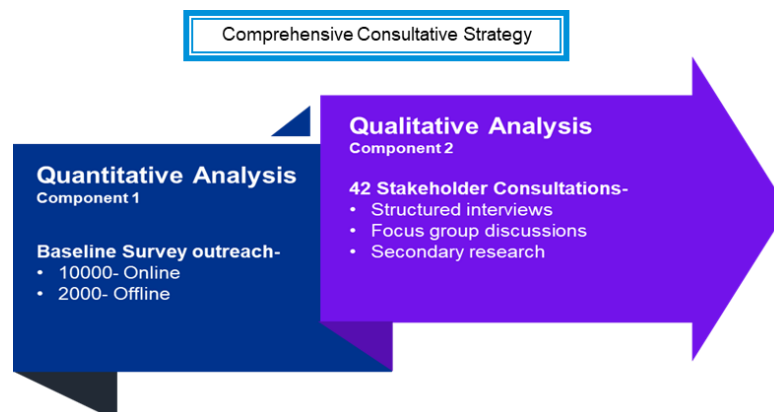 Comprehensive Consultative Strategy
Quantitative Analysis
Component 1
Baseline Survey outreach-
• 10000- Online
• 2000- Offline
Qualitative Analysis
Component 2
42 Stakeholder Consultations-
• Structured interviews
• Focus group discussions
• Secondary research